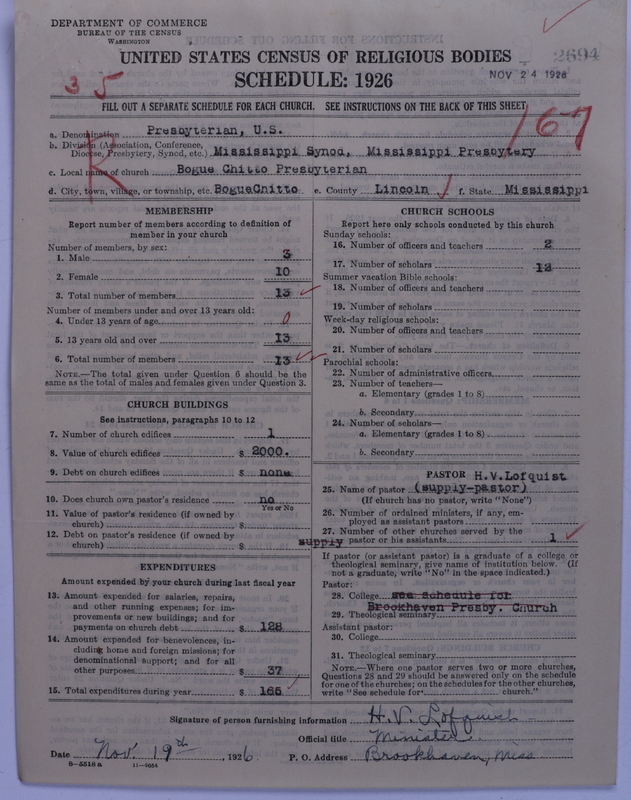 DEPARTMENT OF COMMERCE
BUREAU OF THE CENSUS
WASHINGTON
UNITED STATES CENSUS OF RELIGIOUS BODIES
SCHEDULE: 1926
2694
NOV 24 1926
35
FILL OUT A SEPARATE SCHEDULE FOR EACH CHURCH. SEE INSTRUCTIONS ON THE BACK OF THIS SHEET
167
a. Denomination Presbyterian, U.S.
b. Division (Association, Conference, Diocese, Presbytery, Synod, etc.) Mississippi Synod, Mississippi Presbytery
c. Local name of church Bogue Chitto Presbyterian
d. City, town, village, or township, etc. BogueChitto e. County Lincoln f. State Mississippi
K
MEMBERSHIP
Report number of members according to definition of
member in your church
Number of members, by sex:
1. Male 3
2. Female 10
3. Total number of members 13
Number of members under and over 13 years old:
4. Under 13 years of age 0
5. 13 years old and over 13
6. Total number of members 13
NOTE.—The total given under Question 6 should be the
same as the total of males and females given under Question 3.
CHURCH BUILDINGS
See instructions, paragraphs 10 to 12
7. Number of church edifices 1
8. Value of church edifices $ 2000.
9. Debt on church edifices $ none
10. Does church own pastor's residence no
Yes or No
11. Value of pastor's residence (if owned by
church) $
12. Debt on pastor's residence (if owned by
church) $
EXPENDITURES
Amount expended by your church during last fiscal year
13. Amount expended for salaries, repairs,
and other running expenses; for im-
provements or new buildings; and for
payments on church debt $ 128
14. Amount expended for benevolences, in-
cluding home and foreign missions; for
denominational support; and for all
other purposes $ 37
15. Total expenditures during year $ 165
CHURCH SCHOOLS
Report here only schools conducted by this church
Sunday schools:
16. Number of officers and teachers 2
17. Number of scholars 12
Summer vacation Bible schools:
18. Number of officers and teachers
19. Number of scholars
Week-day religious schools:
20. Number of officers and teachers
21. Number of scholars
Parochial schools:
22. Number of administrative officers
23. Number of teachers—
a. Elementary (grades 1 to 8)
b. Secondary
24. Number of scholars—
a. Elementary (grades 1 to 8)
b. Secondary
PASTOR H.V.Lofquist
25. Name of pastor (supply-pastor)
(If church has no pastor, write "None")
26. Number of ordained ministers, if any, em-
ployed as assistant pastors
27. Number of other churches served by the
supply pastor or his assistants 1
If pastor (or assistant pastor) is a graduate of a college or
theological seminary, give name of institution below. (If
not a graduate, write "No" in the space indicated.)
Pastor:
28. College see schedule for
29. Theological seminary Brookhaven Presby. Church
Assistant pastor:
30. College
31. Theological seminary
NOTE.—Where one pastor serves two or more churches,
Questions 28 and 29 should be answered only on the schedule
for one of the churches; on the schedules for the other churches,
write "See schedule for church."
Signature of person furnishing information H. V. Lofquist
Official title Minister
Date Nov. 19th, 1926 P. O. Address Brookhaven, Miss
8-5518a 11-9654